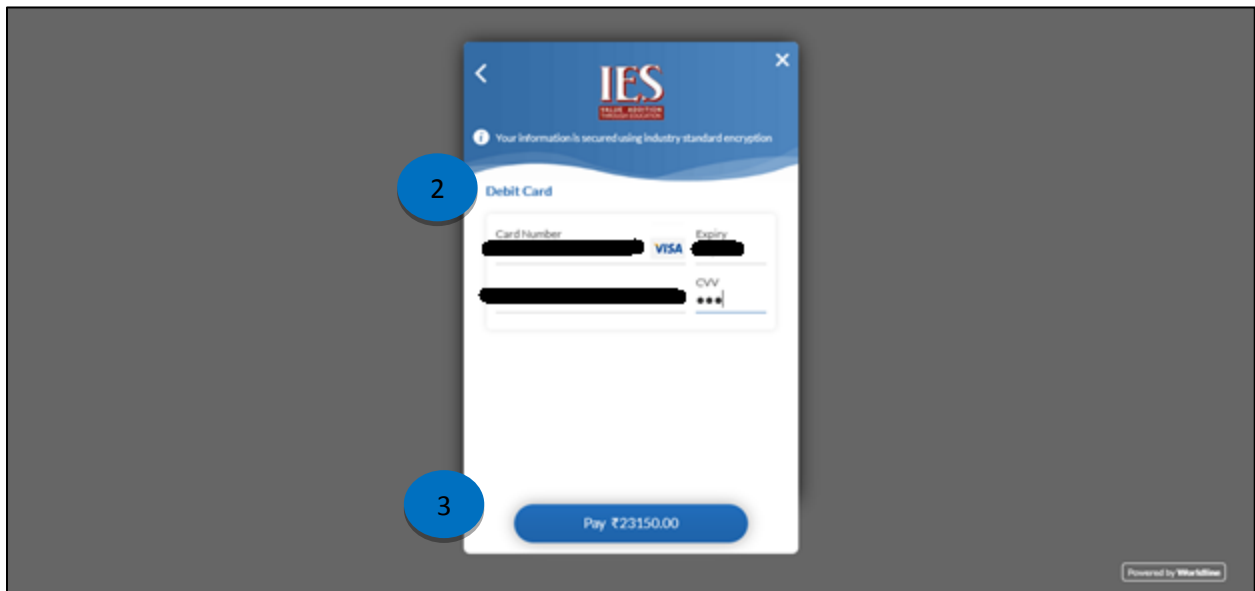 IES
VALUE ADDITION
THROUGH EDUCATION
Your information is secured using industry standard encryption
2
Debit Card
Card Number
VISA
Expiry
CVV
3
Pay ₹23150.00
Powered by Worldline